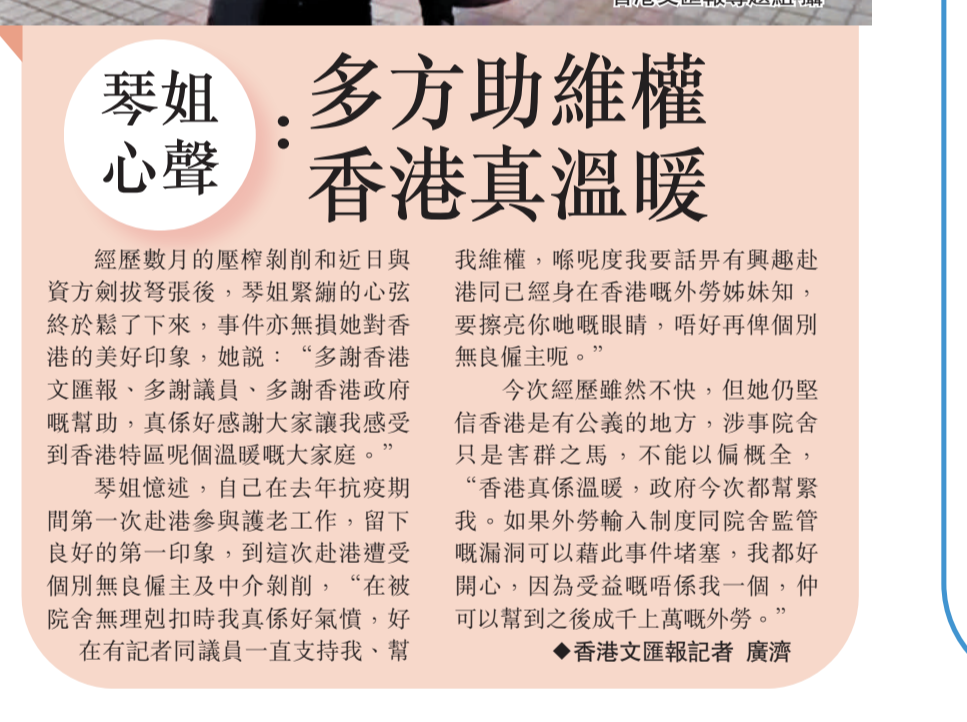 琴姐
心聲
：
多方助維權
香港真溫暖
經歷數月的壓榨剝削和近日與
資方劍拔弩張後，琴姐緊繃的心弦
終於鬆了下來，事件亦無損她對香
港的美好印象，她說：“多謝香港
文匯報、多謝議員、多謝香港政府
嘅幫助，真係好感謝大家讓我感受
到香港特區呢個溫暖嘅大家庭。”
琴姐憶述，自己在去年抗疫期
間第一次赴港參與護老工作，留下
良好的第一印象，到這次赴港遭受
個別無良僱主及中介剝削，“在被
院舍無理剋扣時我真係好氣憤，好
在有記者同議員一直支持我、幫
我維權，喺呢度我要話畀有興趣赴
港同已經身在香港嘅外勞姊妹知，
要擦亮你哋嘅眼睛，唔好再俾個別
無良僱主呃。”
今次經歷雖然不快，但她仍堅
信香港是有公義的地方，涉事院舍
只是害群之馬，不能以偏概全，
“香港真係溫暖，政府今次都幫緊
我。如果外勞輸入制度同院舍監管
嘅漏洞可以藉此事件堵塞，我都好
開心，因為受益嘅唔係我一個，仲
可以幫到之後成千上萬嘅外勞。”
◆香港文匯報記者 廣濟